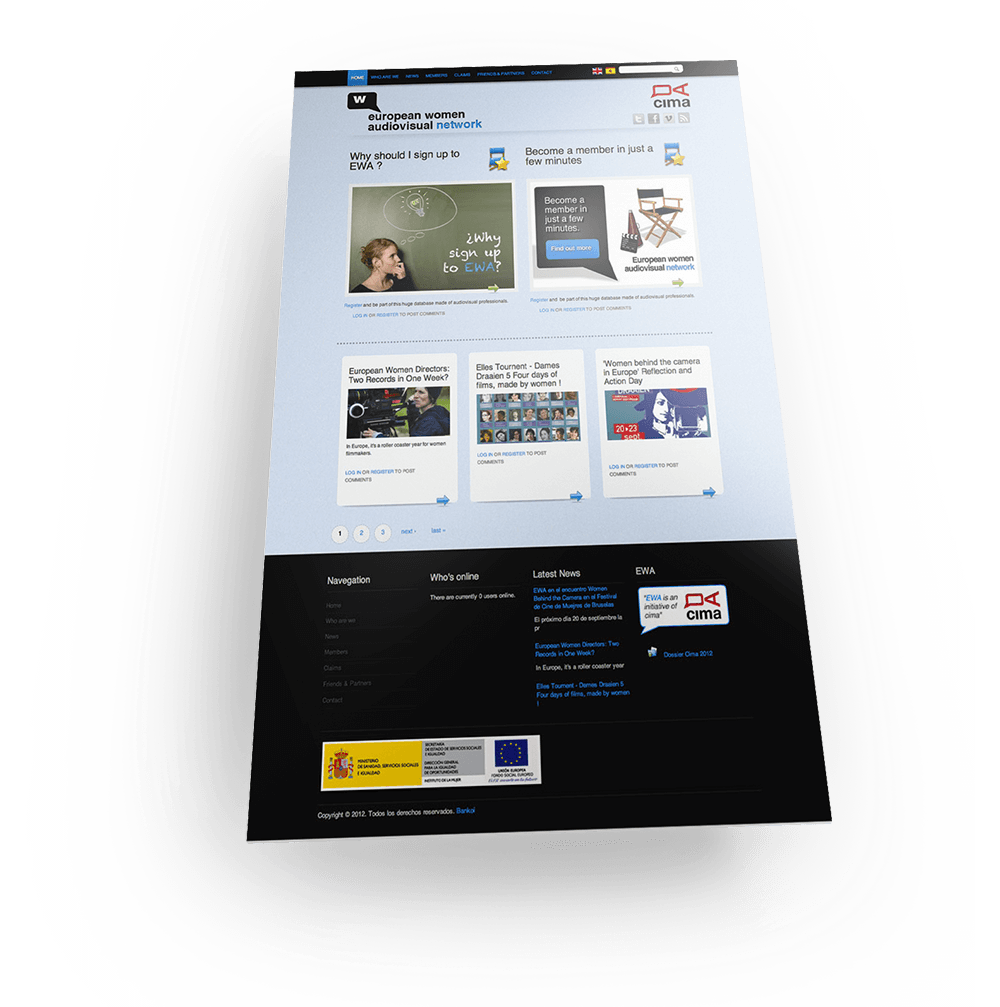 HOME WHO ARE WE NEWS MEMBERS CLAIMS FRIENDS & PARTNERS CONTACT
w
european women
audiovisual network
cima
Why should I sign up to
EWA ?
Become a member in just a
few minutes
¿Why
sign up
to EWA?
Become a
member in
just a few
minutes.
Find out more
European women
audiovisual network
Register and be part of this huge database made of audiovisual professionals.
LOG IN OR REGISTER TO POST COMMENTS
Register and be part of this huge database made of audiovisual professionals.
LOG IN OR REGISTER TO POST COMMENTS
European Women Directors:
Two Records in One Week?
In Europe, it's a roller coaster year for women
filmmakers.
LOG IN OR REGISTER TO POST
COMMENTS
Elles Tournent - Dames
Draaien 5 Four days of
films, made by women !
LOG IN OR REGISTER TO POST
COMMENTS
'Women behind the camera
in Europe' Reflection and
Action Day
20▸23
sept
LOG IN OR REGISTER TO POST
COMMENTS
1 2 3 next › last »
Navegation
Home
Who are we
News
Members
Claims
Friends & Partners
Contact
Who's online
There are currently 0 users online.
Latest News
EWA en el encuentro Women
Behind the Camera en el Festival
de Cine de Muejres de Bruselas
El próximo día 20 de septiembre la
pr
European Women Directors: Two
Records in One Week?
In Europe, it's a roller coaster year
Elles Tournent - Dames Draaien 5
Four days of films, made by women
!
EWA
"EWA is an
initiative of
cima"
cima
Dossier Cima 2012
MINISTERIO
DE SANIDAD, SERVICIOS SOCIALES
E IGUALDAD
SECRETARÍA
DE ESTADO DE SERVICIOS SOCIALES
E IGUALDAD
DIRECCIÓN GENERAL
PARA LA IGUALDAD
DE OPORTUNIDADES
INSTITUTO DE LA MUJER
UNIÓN EUROPEA
FONDO SOCIAL EUROPEO
Copyright © 2012. Todos los derechos reservados. Bankoi